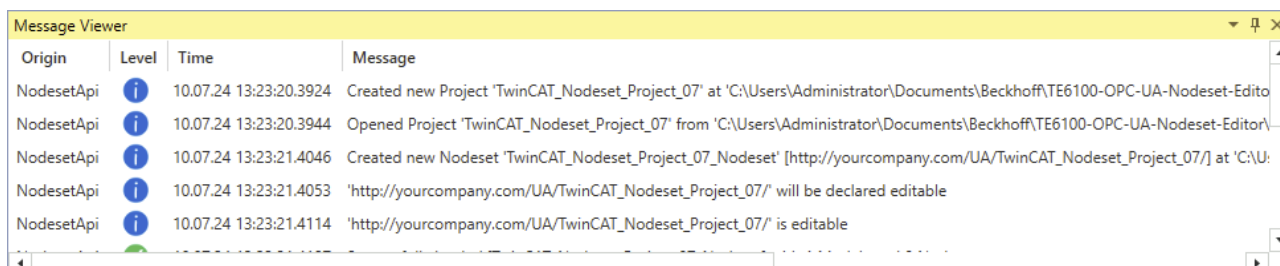 Message Viewer
Origin Level Time Message
NodesetApi 10.07.24 13:23:20.3924 Created new Project 'TwinCAT_Nodeset_Project_07' at 'C:\Users\Administrator\Documents\Beckhoff\TE6100-OPC-UA-Nodeset-Edito
NodesetApi 10.07.24 13:23:20.3944 Opened Project 'TwinCAT_Nodeset_Project_07' from 'C:\Users\Administrator\Documents\Beckhoff\TE6100-OPC-UA-Nodeset-Editor\
NodesetApi 10.07.24 13:23:21.4046 Created new Nodeset 'TwinCAT_Nodeset_Project_07_Nodeset' [http://yourcompany.com/UA/TwinCAT_Nodeset_Project_07/] at 'C:\U
NodesetApi 10.07.24 13:23:21.4053 'http://yourcompany.com/UA/TwinCAT_Nodeset_Project_07/' will be declared editable
NodesetApi 10.07.24 13:23:21.4114 'http://yourcompany.com/UA/TwinCAT_Nodeset_Project_07/' is editable